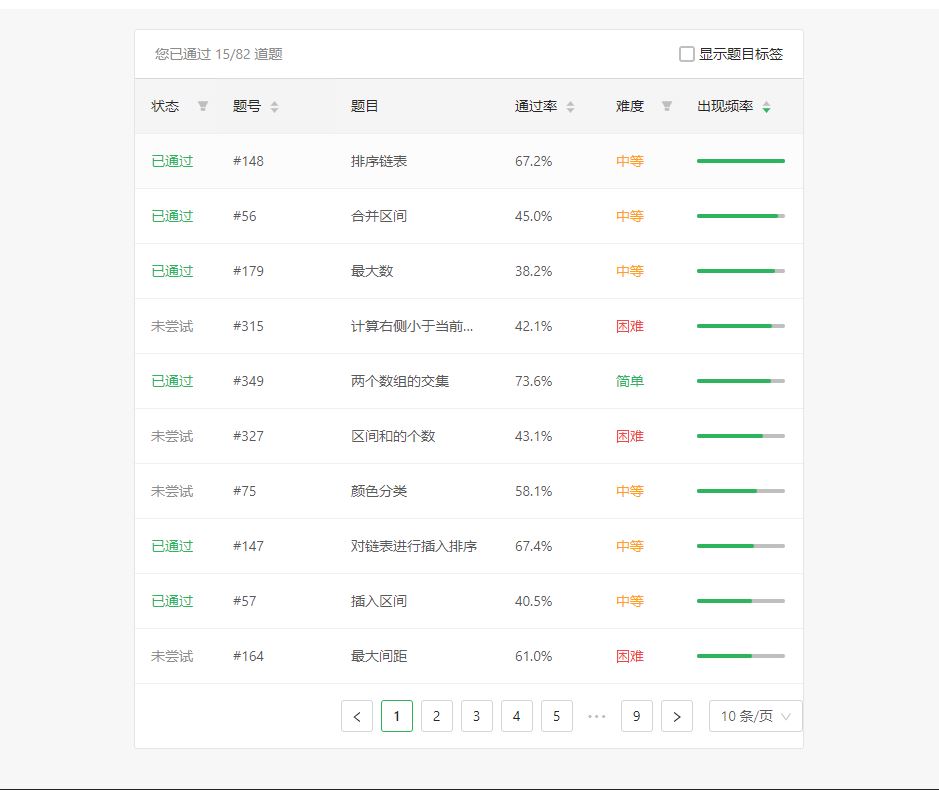 您已通过 15/82 道题 显示题目标签
状态 题号 题目 通过率 难度 出现频率
已通过 #148 排序链表 67.2% 中等
已通过 #56 合并区间 45.0% 中等
已通过 #179 最大数 38.2% 中等
未尝试 #315 计算右侧小于当前... 42.1% 困难
已通过 #349 两个数组的交集 73.6% 简单
未尝试 #327 区间和的个数 43.1% 困难
未尝试 #75 颜色分类 58.1% 中等
已通过 #147 对链表进行插入排序 67.4% 中等
已通过 #57 插入区间 40.5% 中等
未尝试 #164 最大间距 61.0% 困难
< 1 2 3 4 5 ••• 9 > 10 条/页